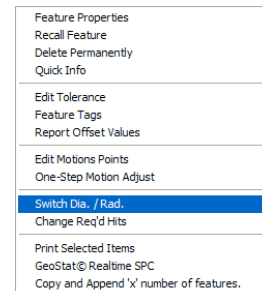 Feature Properties
Recall Feature
Delete Permanently
Quick Info
Edit Tolerance
Feature Tags
Report Offset Values
Edit Motions Points
One-Step Motion Adjust
Switch Dia. / Rad.
Change Req'd Hits
Print Selected Items
GeoStat© Realtime SPC
Copy and Append 'x' number of features.